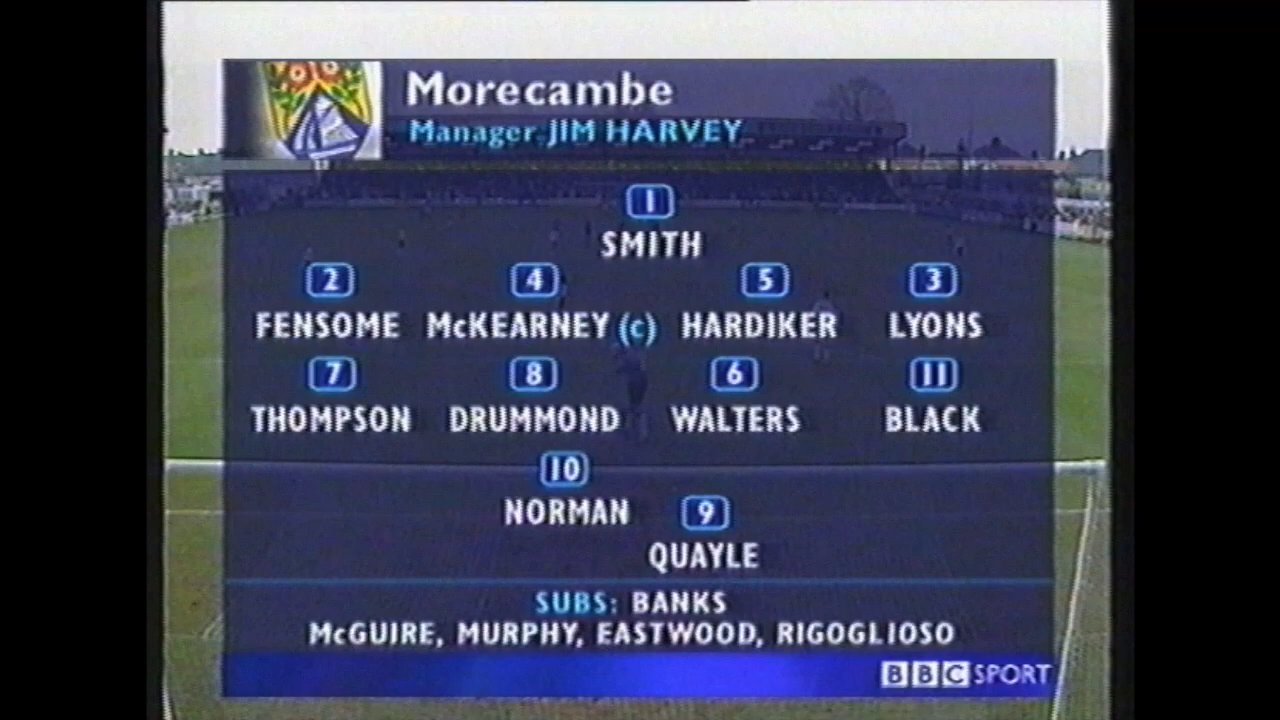 Morecambe
Manager JIM HARVEY
1
SMITH
2 4 5 3
FENSOME McKEARNEY (c) HARDIKER LYONS
7 8 6 11
THOMPSON DRUMMOND WALTERS BLACK
10
NORMAN
9
QUAYLE
SUBS: BANKS
McGUIRE, MURPHY, EASTWOOD, RIGOGLIOSO
BBC SPORT